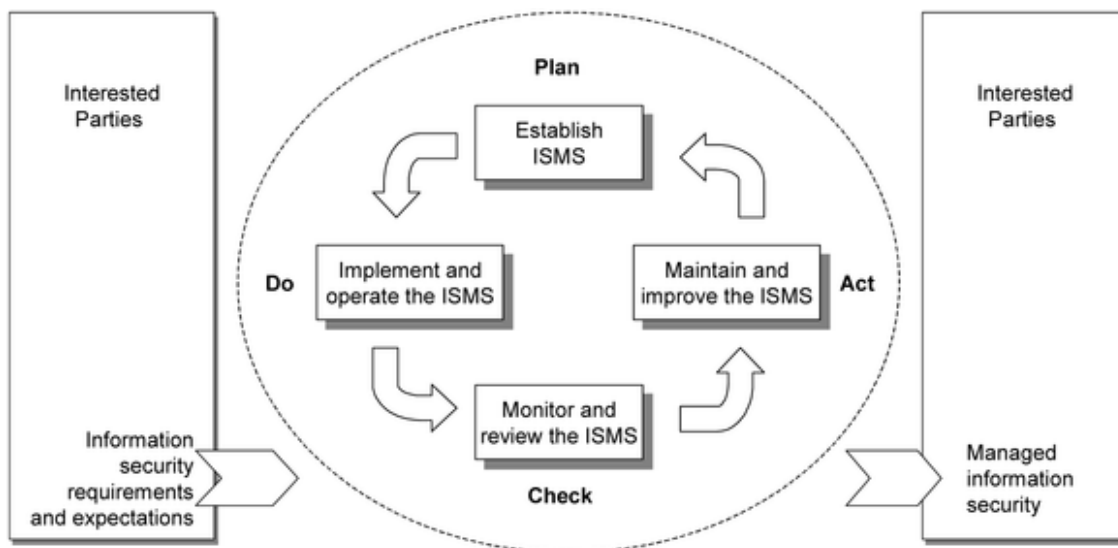 Interested
Parties
Information
security
requirements
and expectations
Plan
Establish
ISMS
Do
Implement and
operate the ISMS
Maintain and
improve the ISMS
Act
Monitor and
review the ISMS
Check
Interested
Parties
Managed
information
security